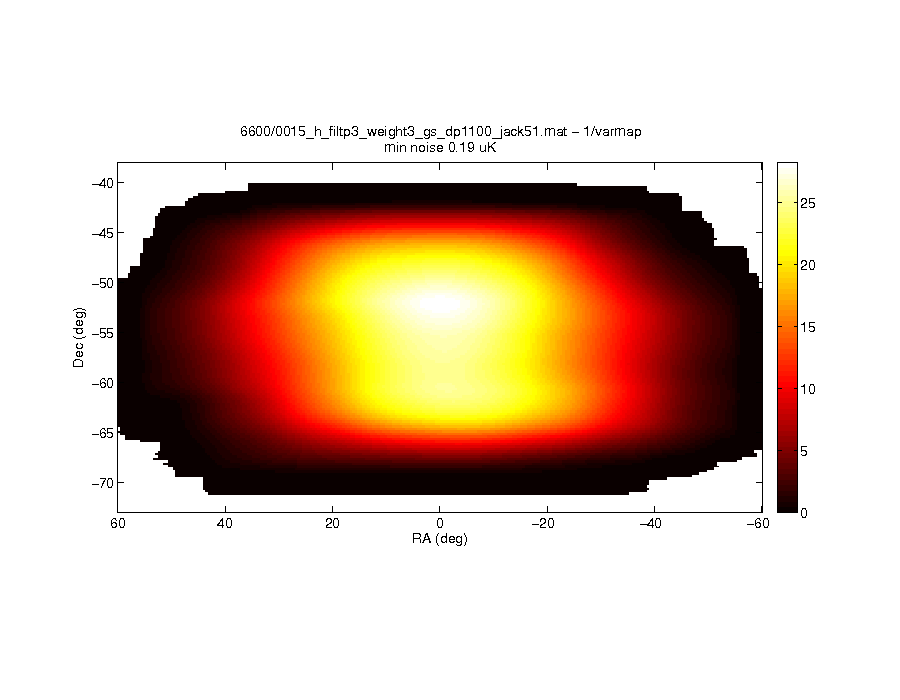 6600/0015_h_filtp3_weight3_gs_dp1100_jack51.mat – 1/varmap
min noise 0.19 uK
−40
−45
−50
−55
−60
−65
−70
Dec (deg)
60 40 20 0 −20 −40 −60
RA (deg)
25
20
15
10
5
0